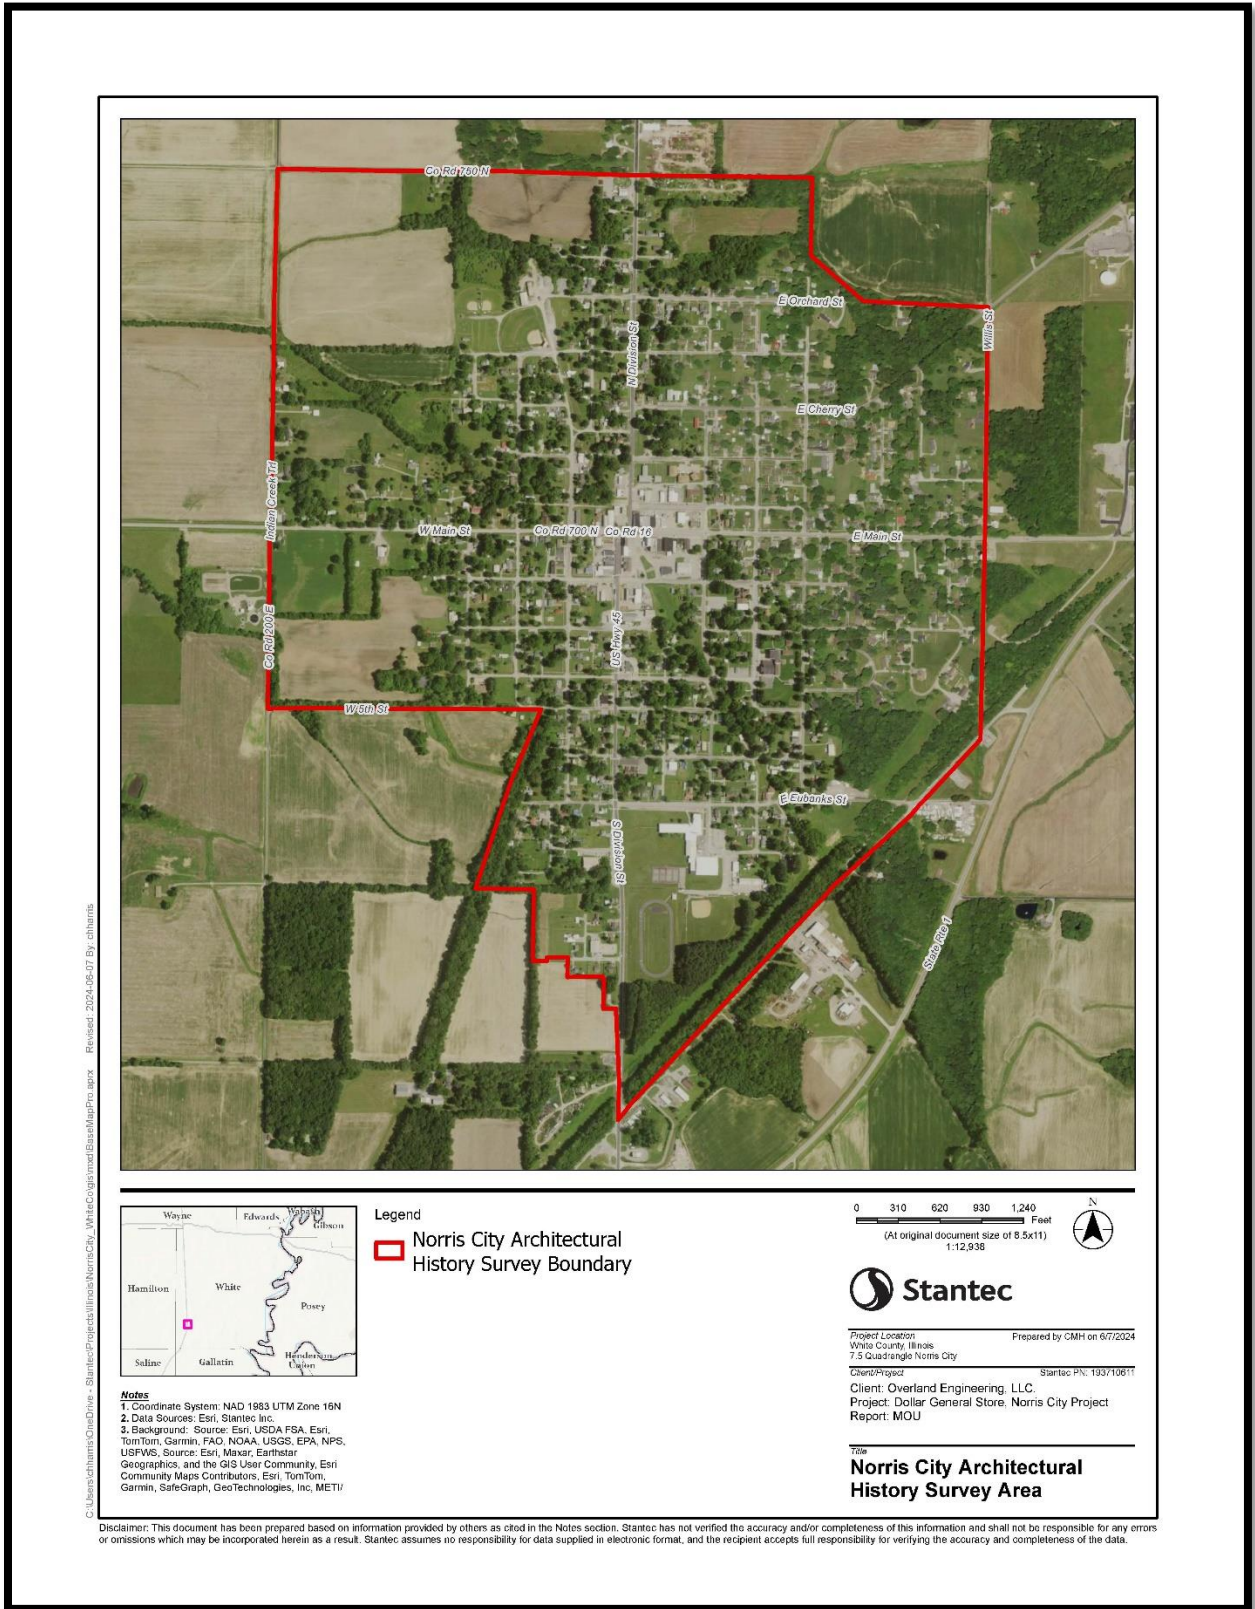 Co Rd 750 N
E Orchard St
Willis St
N Division St
E Cherry St
Indian Creek Trl
W Main St
Co Rd 700 N
Co Rd 16
E Main St
Co Rd 200 E
US Hwy 45
W 5th St
E Eubanks St
S Division St
State Rte 1
C:\Users\chharris\OneDrive - Stantec\Projects\Illinois\NorrisCity_WhiteCo\gis\mxd\BaseMapPro.aprx Revised: 2024-06-07 By: chharris
Wayne
Edwards
Wabash
Gibson
Hamilton
White
Posey
Saline
Gallatin
Henderson
Union
Legend
Norris City Architectural
History Survey Boundary
0 310 620 930 1,240
Feet
(At original document size of 8.5x11)
1:12,938
N
Stantec
Project Location
White County, Illinois
7.5 Quadrangle Norris City
Prepared by CMH on 6/7/2024
Client/Project
Stantec PN: 193710611
Client: Overland Engineering, LLC.
Project: Dollar General Store, Norris City Project
Report: MOU
Title
Norris City Architectural
History Survey Area
Notes
1. Coordinate System: NAD 1983 UTM Zone 16N
2. Data Sources: Esri, Stantec Inc.
3. Background: Source: Esri, USDA FSA, Esri,
TomTom, Garmin, FAO, NOAA, USGS, EPA, NPS,
USFWS, Source: Esri, Maxar, Earthstar
Geographics, and the GIS User Community, Esri
Community Maps Contributors, Esri, TomTom,
Garmin, SafeGraph, GeoTechnologies, Inc, METI/
Disclaimer: This document has been prepared based on information provided by others as cited in the Notes section. Stantec has not verified the accuracy and/or completeness of this information and shall not be responsible for any errors
or omissions which may be incorporated herein as a result. Stantec assumes no responsibility for data supplied in electronic format, and the recipient accepts full responsibility for verifying the accuracy and completeness of the data.